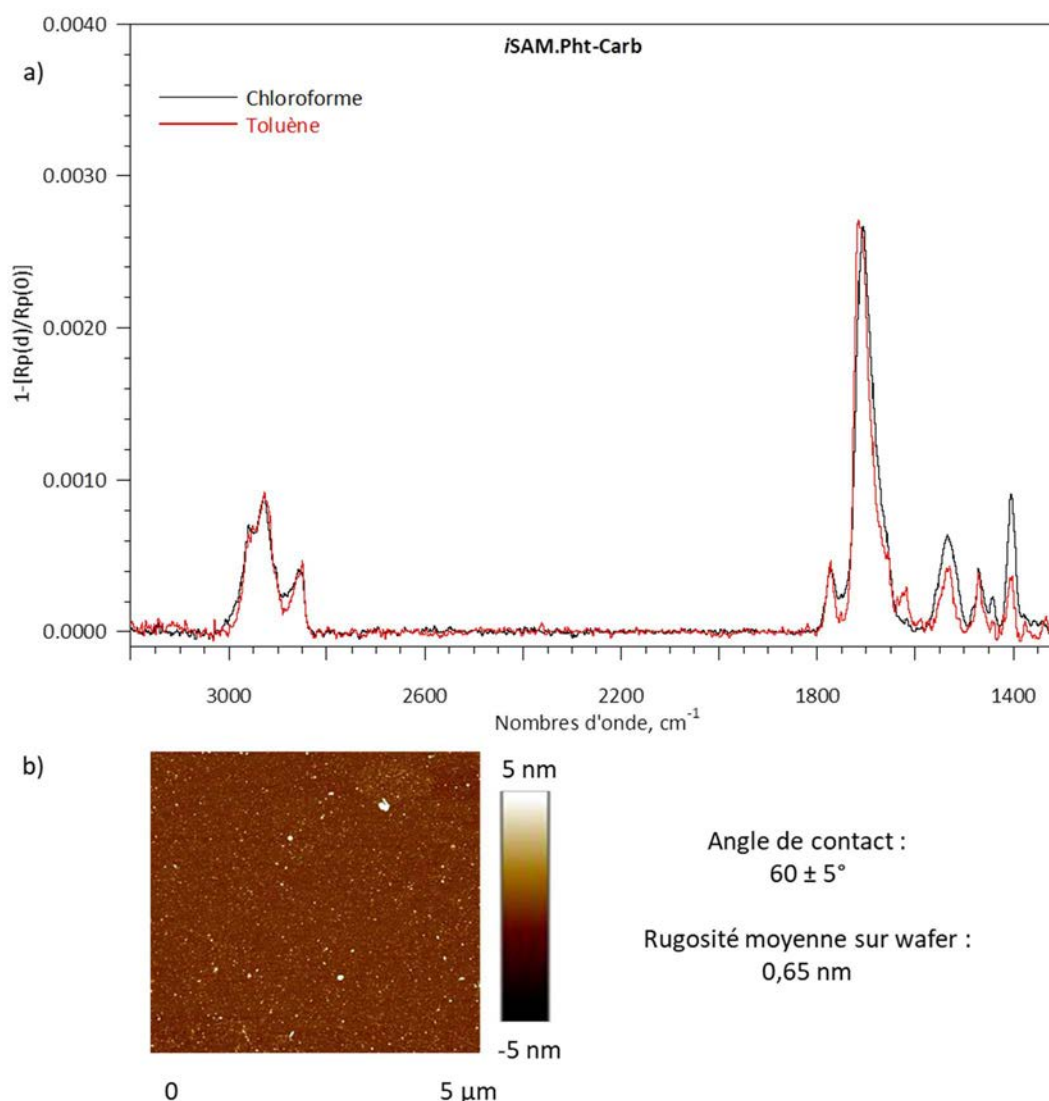 iSAM.Pht-Carb
a)
Chloroforme
Toluène
1-[Rp(d)/Rp(0)]
0.0040
0.0030
0.0020
0.0010
0.0000
3000 2600 2200 1800 1400
Nombres d'onde, cm⁻¹
b)
5 nm
-5 nm
0 5 µm
Angle de contact :
60 ± 5°
Rugosité moyenne sur wafer :
0,65 nm